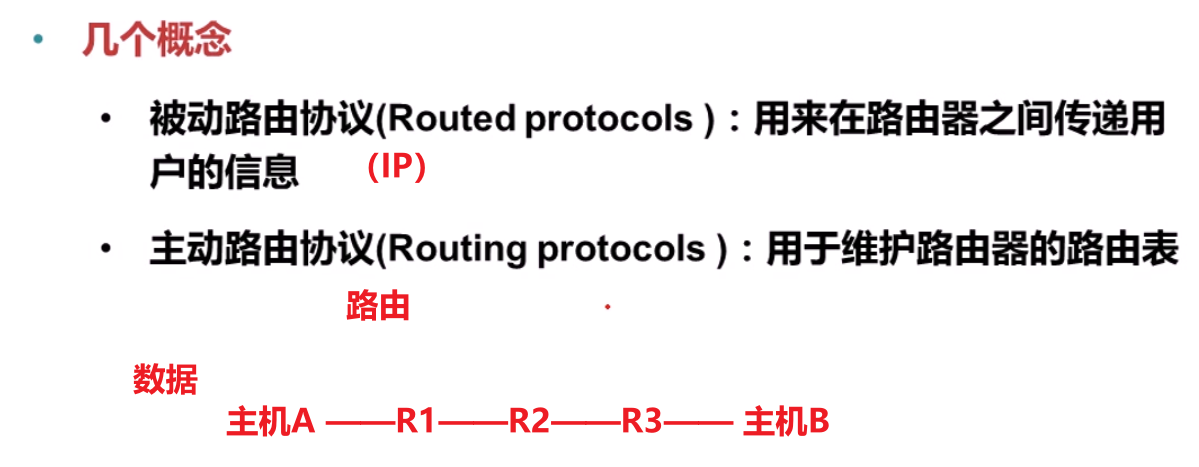 • 几个概念
• 被动路由协议(Routed protocols )：用来在路由器之间传递用
户的信息 （IP）
• 主动路由协议(Routing protocols )：用于维护路由器的路由表
路由
数据
主机A ——R1——R2——R3—— 主机B